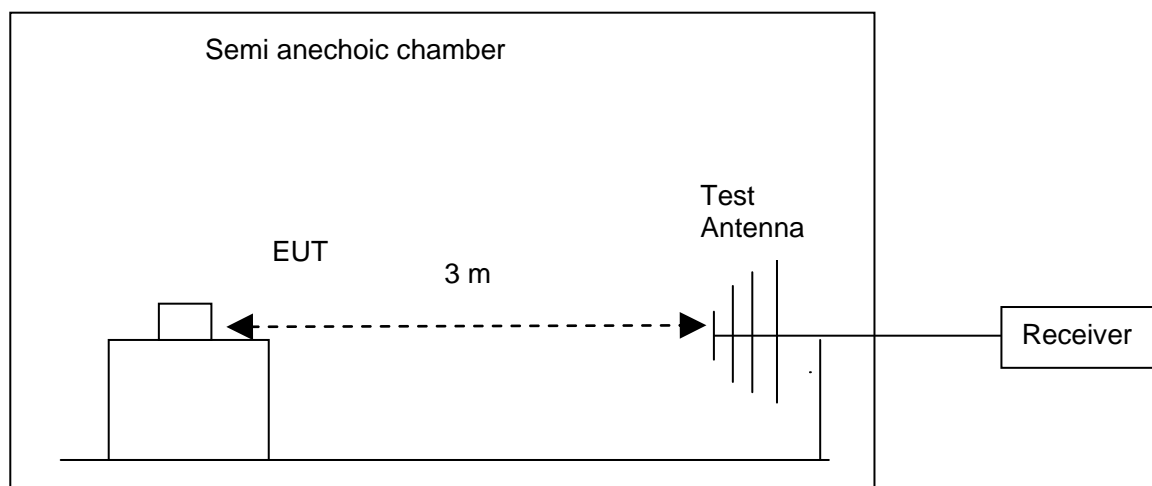 Semi anechoic chamber
Test
Antenna
EUT
3 m
Receiver